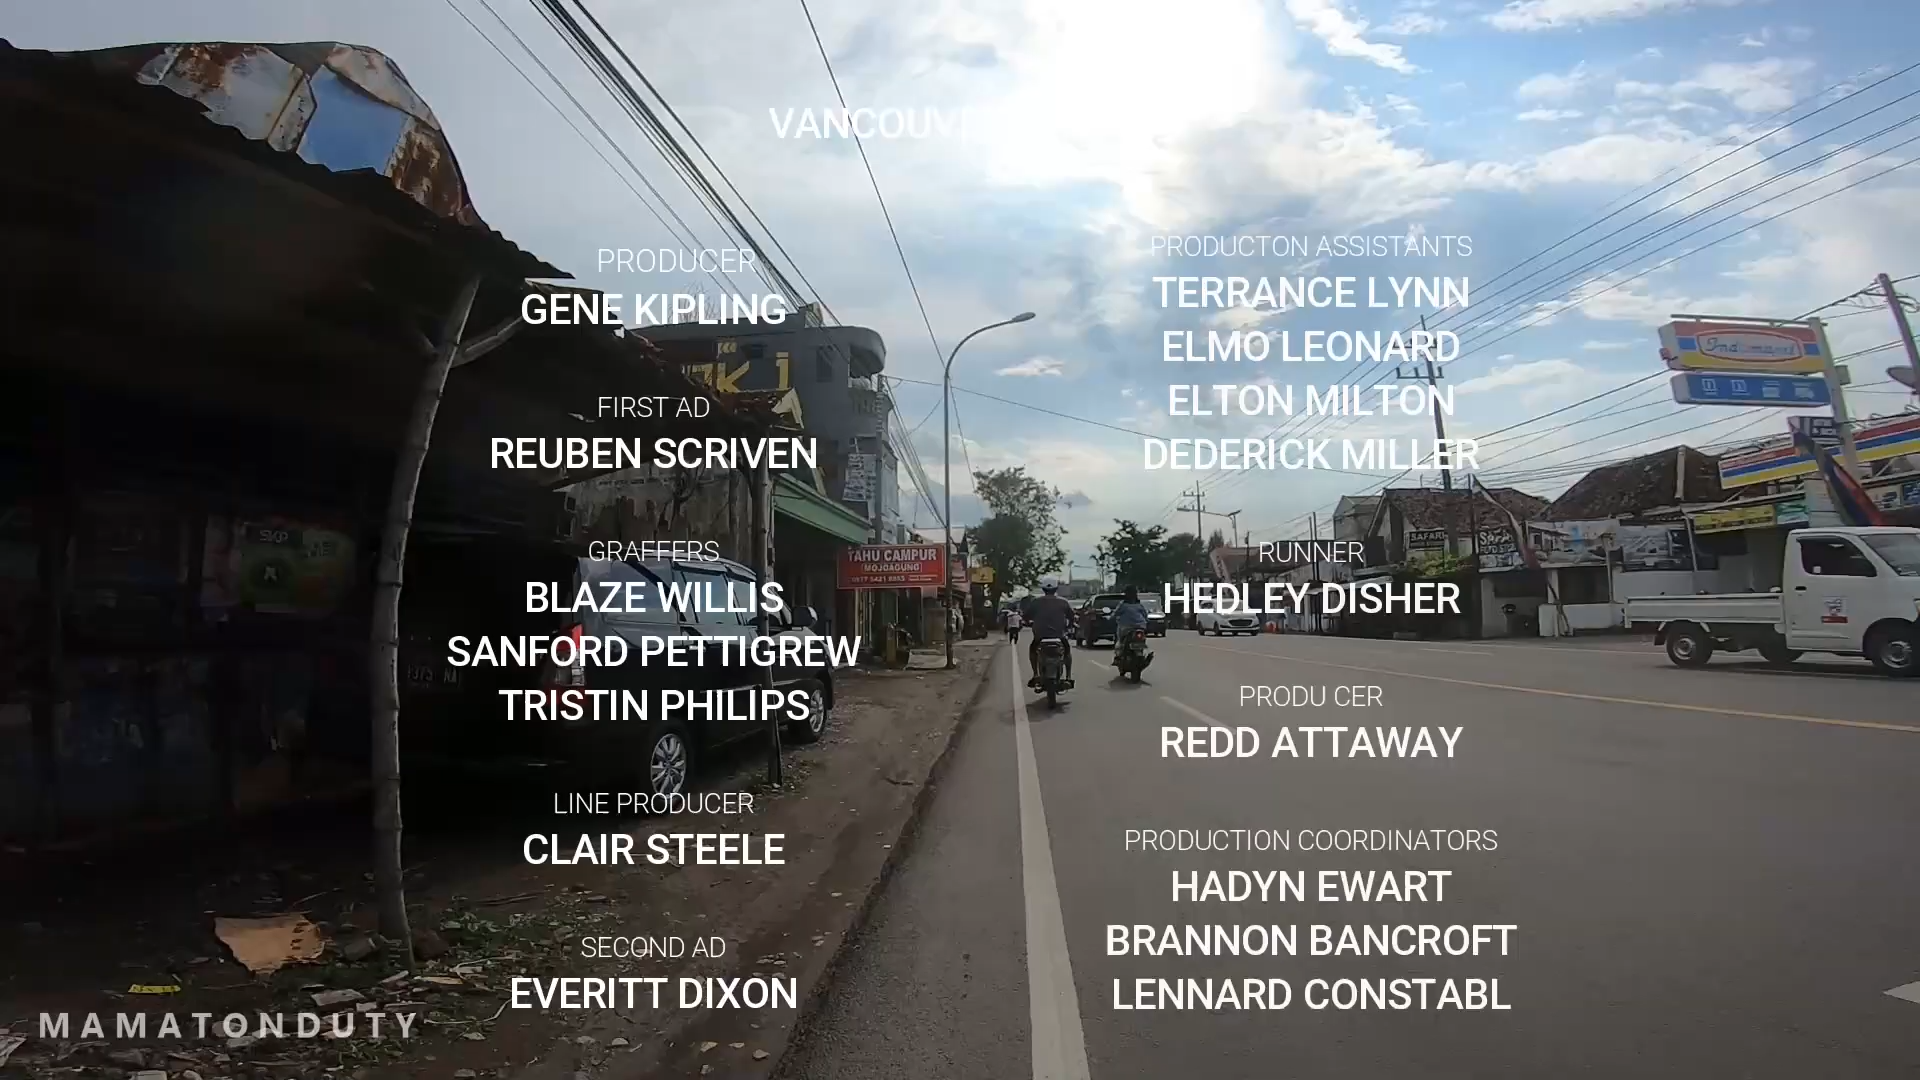 VANCOUV
PRODUCER
GENE KIPLING
FIRST AD
REUBEN SCRIVEN
GRAFFERS
BLAZE WILLIS
SANFORD PETTIGREW
TRISTIN PHILIPS
LINE PRODUCER
CLAIR STEELE
SECOND AD
EVERITT DIXON
PRODUCTON ASSISTANTS
TERRANCE LYNN
ELMO LEONARD
ELTON MILTON
DEDERICK MILLER
RUNNER
HEDLEY DISHER
PRODU CER
REDD ATTAWAY
PRODUCTION COORDINATORS
HADYN EWART
BRANNON BANCROFT
LENNARD CONSTABL
TAHU CAMPUR
MOJOAGUNG
Indomaret
SAFARI
MAMATONDUTY